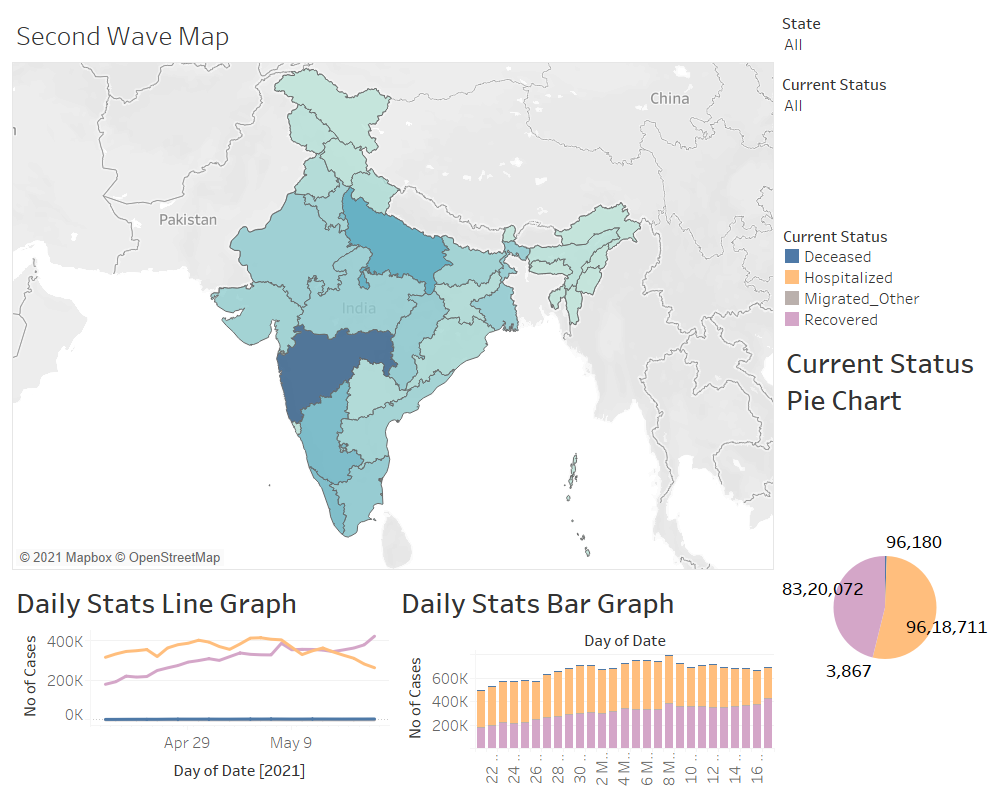 Second Wave Map
State
All
Current Status
All
China
Pakistan
India
Current Status
Deceased
Hospitalized
Migrated_Other
Recovered
Current Status
Pie Chart
© 2021 Mapbox © OpenStreetMap
96,180
83,20,072
96,18,711
3,867
Daily Stats Line Graph
No of Cases
400K
200K
0K
Apr 29
May 9
Day of Date [2021]
Daily Stats Bar Graph
Day of Date
No of Cases
600K
400K
200K
22 ..
24 ..
26 ..
28 ..
30 ..
2 M..
4 M..
6 M..
8 M..
10 ..
12 ..
14 ..
16 ..